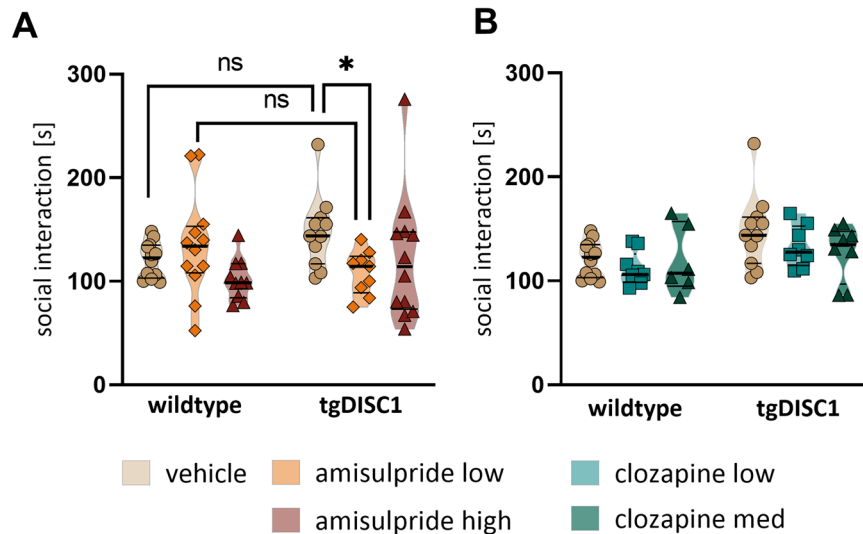 A
B
ns
*
ns
300
200
100
0
social interaction [s]
wildtype
tgDISC1
300
200
100
0
social interaction [s]
wildtype
tgDISC1
vehicle
amisulpride low
clozapine low
amisulpride high
clozapine med